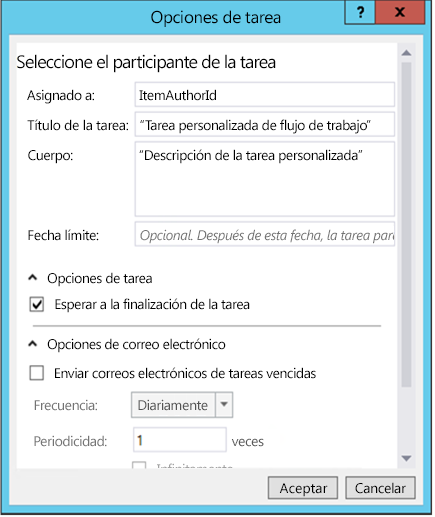 Opciones de tarea
? x
Seleccione el participante de la tarea
Asignado a: ItemAuthorId
Título de la tarea: "Tarea personalizada de flujo de trabajo"
Cuerpo: "Descripción de la tarea personalizada"
Fecha límite: Opcional. Después de esta fecha, la tarea par
Opciones de tarea
Esperar a la finalización de la tarea
Opciones de correo electrónico
Enviar correos electrónicos de tareas vencidas
Frecuencia: Diariamente
Periodicidad: 1 veces
Aceptar Cancelar